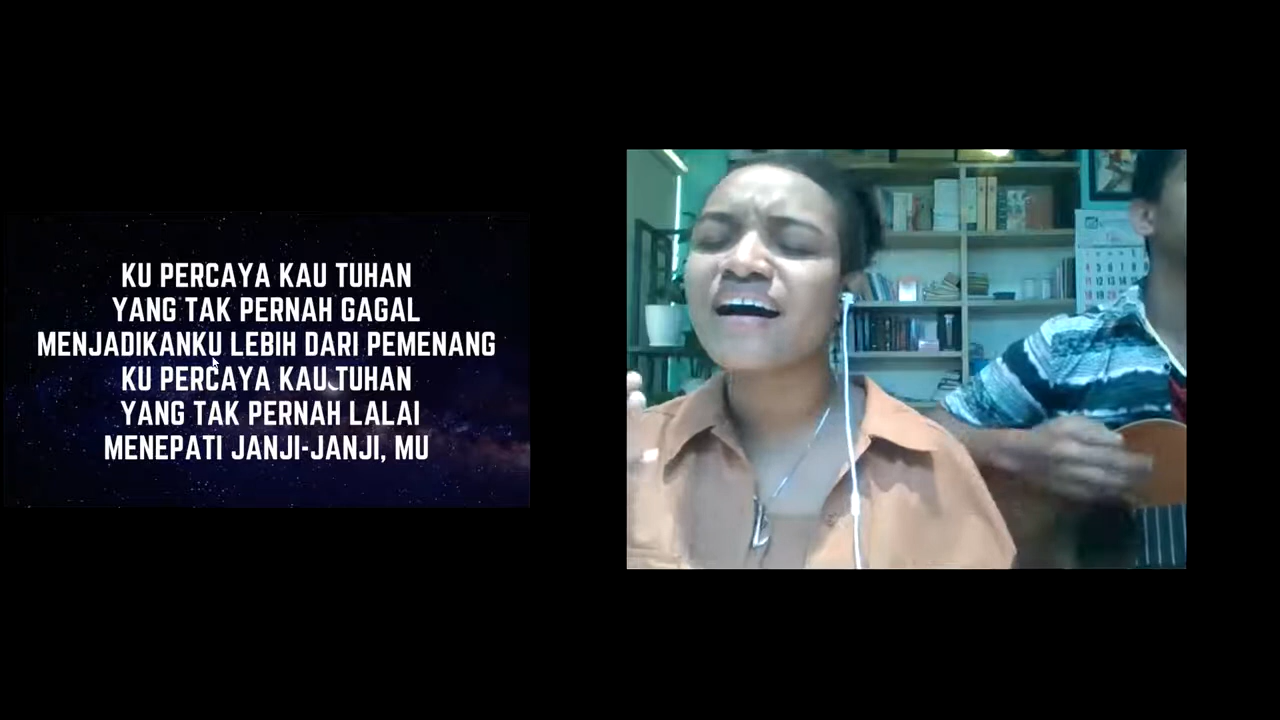 KU PERCAYA KAU TUHAN
YANG TAK PERNAH GAGAL
MENJADIKANKU LEBIH DARI PEMENANG
KU PERCAYA KAU TUHAN
YANG TAK PERNAH LALAI
MENEPATI JANJI-JANJI, MU